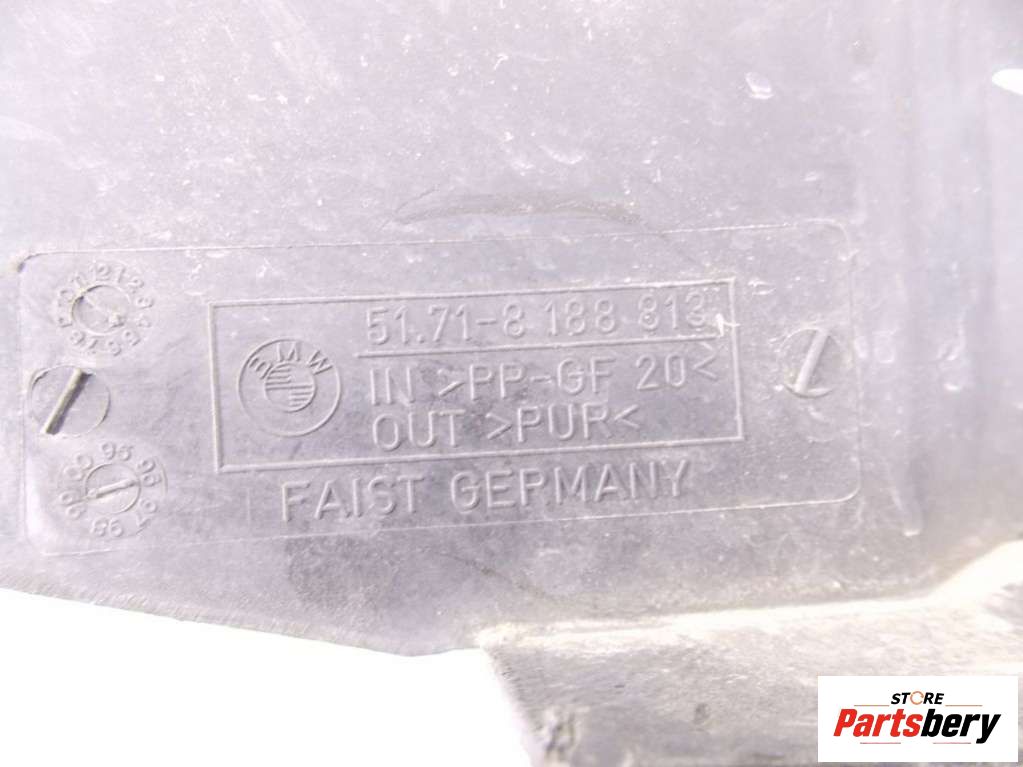 51.71-8 188 813
BMW
IN >PP-GF 20<
OUT >PUR<
FAIST GERMANY
STORE
Partsbery